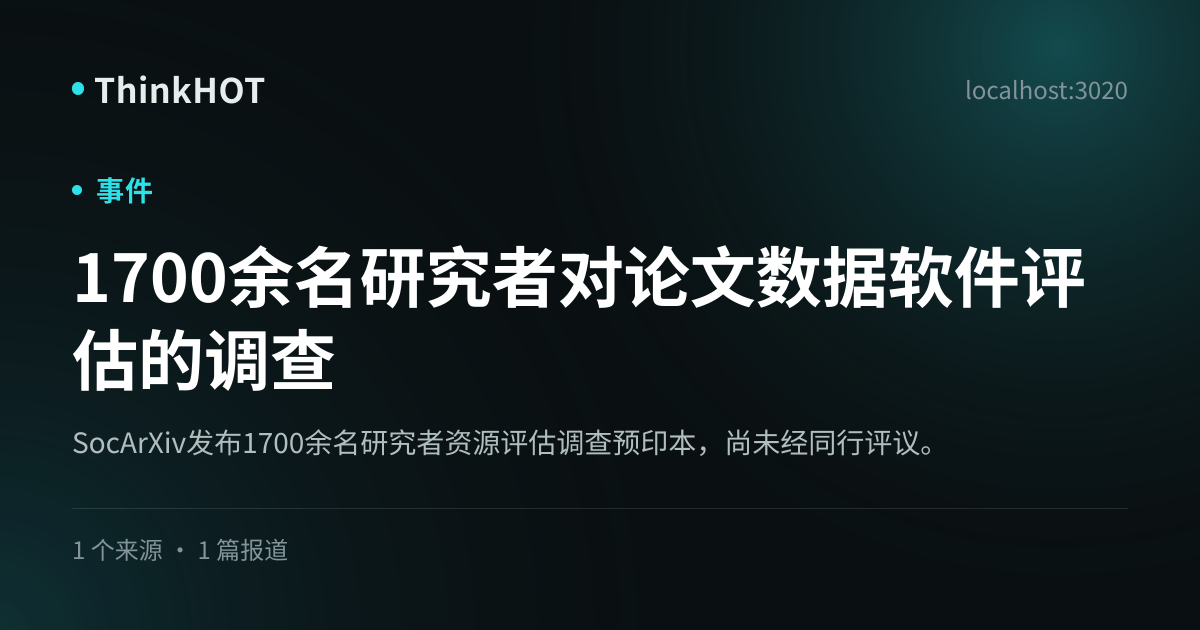 ThinkHOT
localhost:3020
事件
1700余名研究者对论文数据软件评
估的调查
SocArXiv发布1700余名研究者资源评估调查预印本，尚未经同行评议。
1 个来源 · 1 篇报道